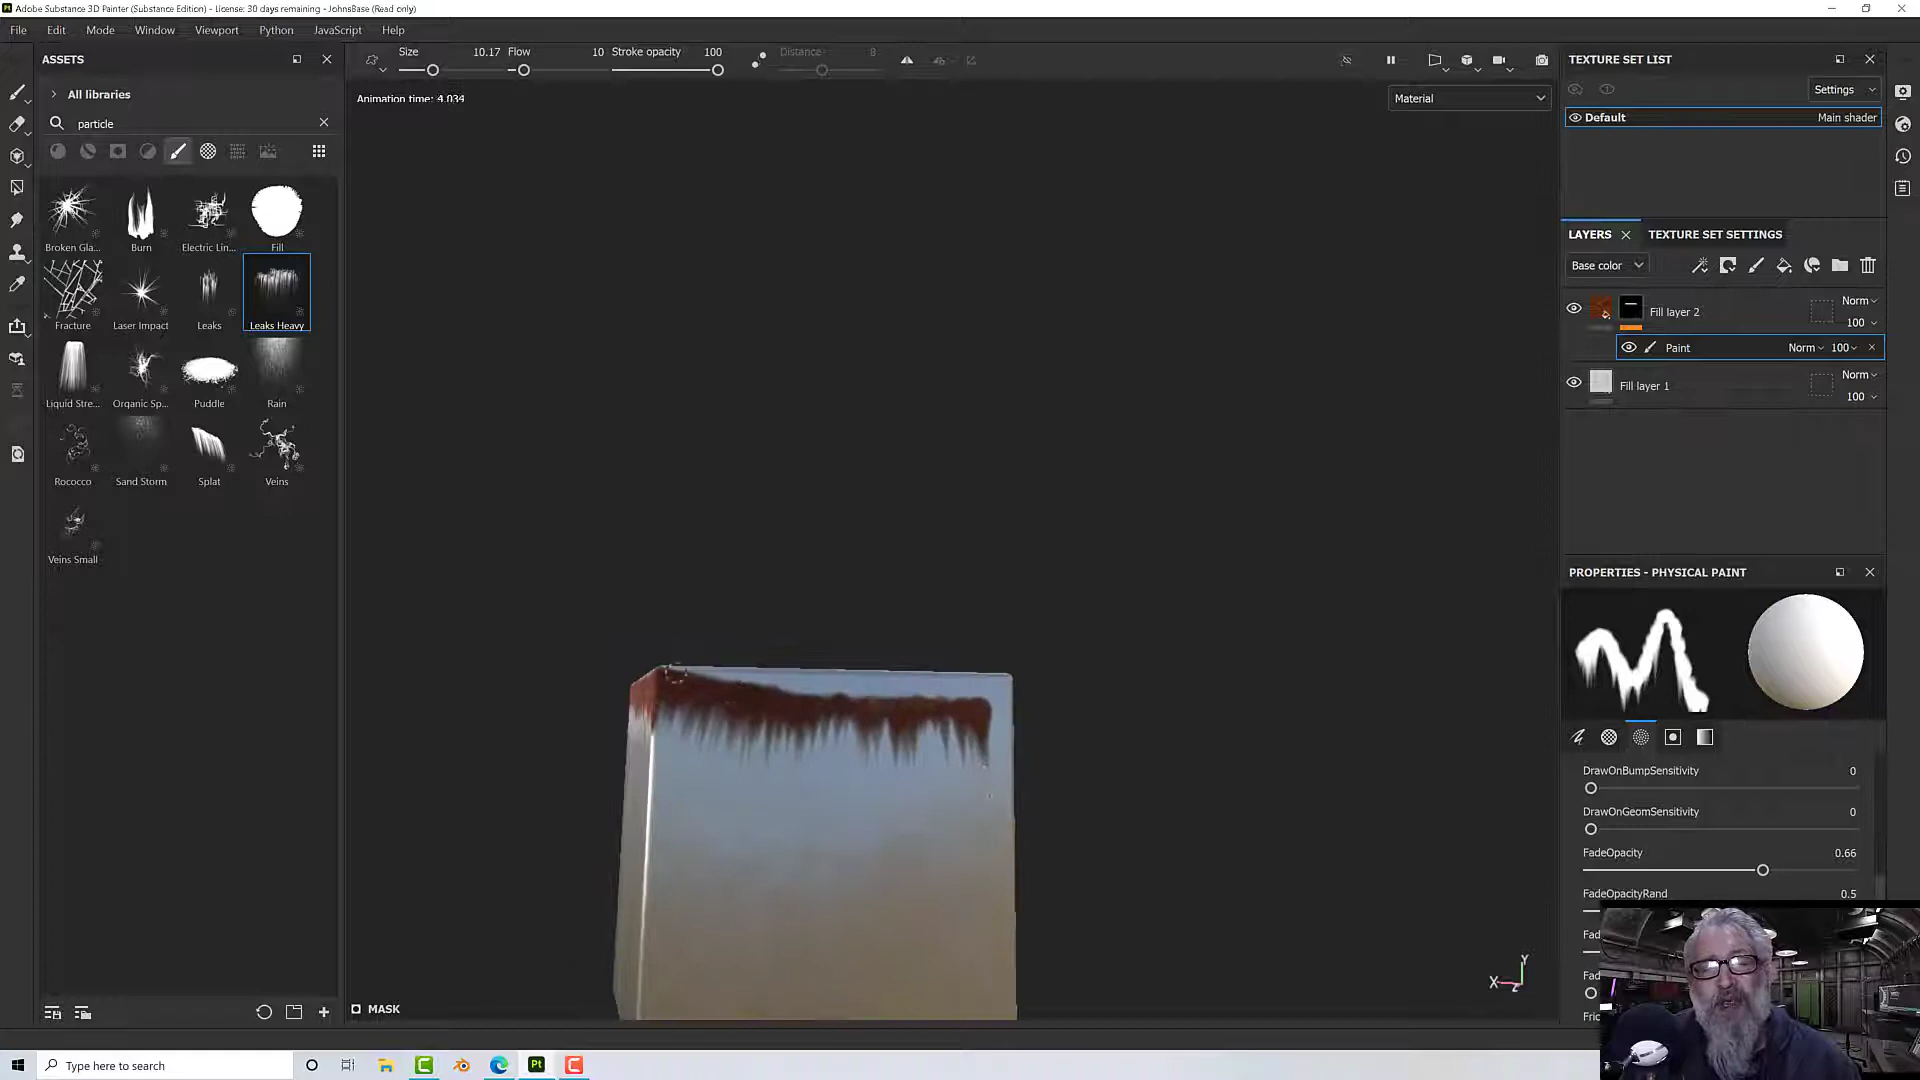 Adobe Substance 3D Painter (Substance Edition) - License: 30 days remaining - JohnsBase (Read only)
File Edit Mode Window Viewport Python JavaScript Help
ASSETS
Size 10.17 Flow 10 Stroke opacity 100 Distance 8
TEXTURE SET LIST
All libraries
Settings
Animation time: 4.034
Material
Default Main shader
particle
Broken Gla... Burn Electric Lin... Fill
LAYERS TEXTURE SET SETTINGS
Base color
Fill layer 2 Norm
100
Fracture Laser Impact Leaks Leaks Heavy
Paint Norm 100
Fill layer 1 Norm
100
Liquid Stre... Organic Sp... Puddle Rain
Rococco Sand Storm Splat Veins
Veins Small
PROPERTIES - PHYSICAL PAINT
DrawOnBumpSensitivity 0
DrawOnGeomSensitivity 0
FadeOpacity 0.66
FadeOpacityRand 0.5
Fad
Fad
Fric
Y
X Z
MASK
Pt
Type here to search